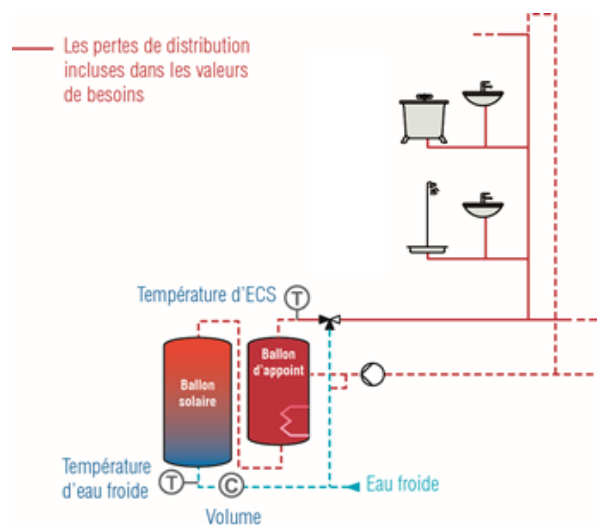 Les pertes de distribution
incluses dans les valeurs
de besoins
Température d'ECS
T
Ballon
solaire
Ballon
d'appoint
Température
d'eau froide
T
C
Eau froide
Volume